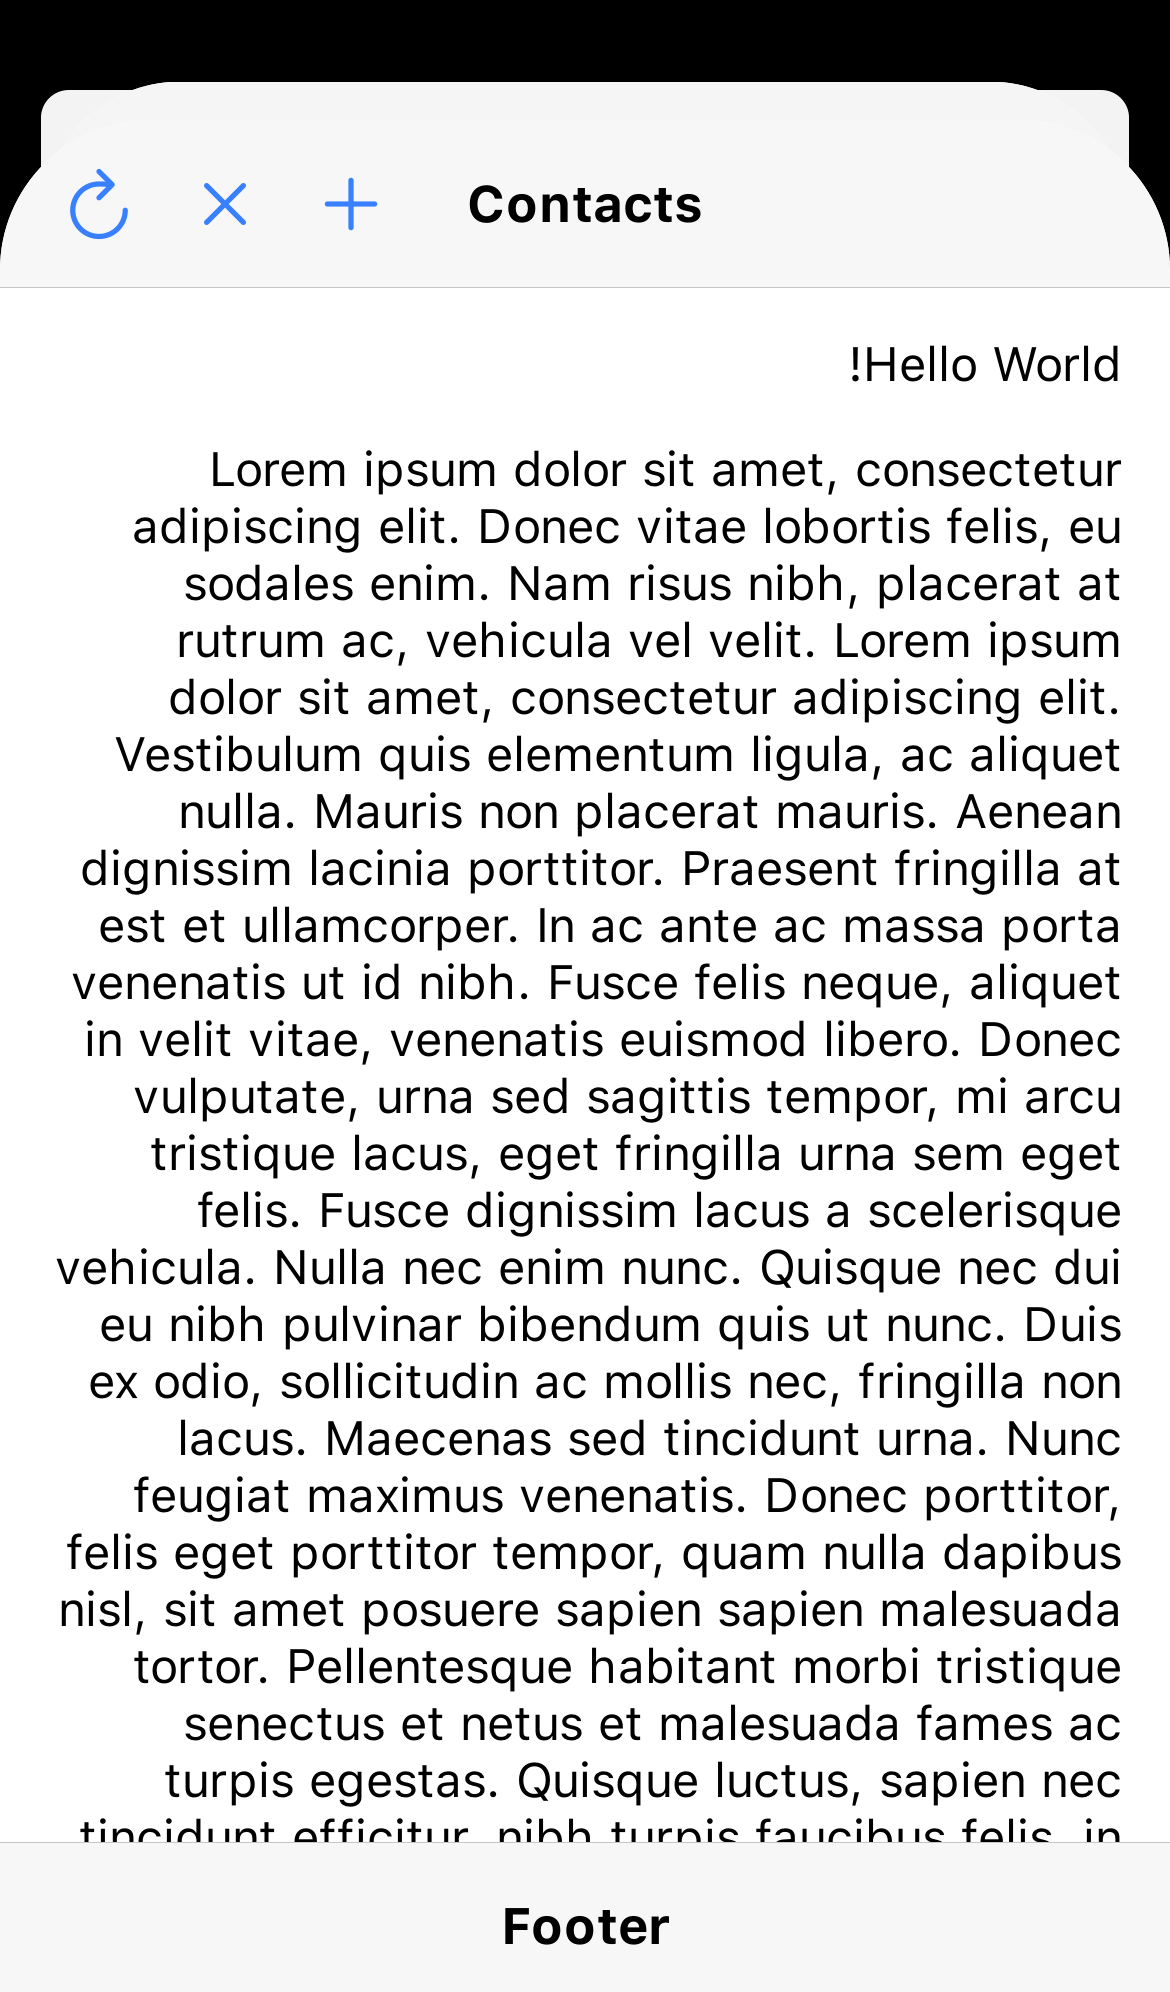 Contacts
!Hello World
Lorem ipsum dolor sit amet, consectetur
adipiscing elit. Donec vitae lobortis felis, eu
sodales enim. Nam risus nibh, placerat at
rutrum ac, vehicula vel velit. Lorem ipsum
dolor sit amet, consectetur adipiscing elit.
Vestibulum quis elementum ligula, ac aliquet
nulla. Mauris non placerat mauris. Aenean
dignissim lacinia porttitor. Praesent fringilla at
est et ullamcorper. In ac ante ac massa porta
venenatis ut id nibh. Fusce felis neque, aliquet
in velit vitae, venenatis euismod libero. Donec
vulputate, urna sed sagittis tempor, mi arcu
tristique lacus, eget fringilla urna sem eget
felis. Fusce dignissim lacus a scelerisque
vehicula. Nulla nec enim nunc. Quisque nec dui
eu nibh pulvinar bibendum quis ut nunc. Duis
ex odio, sollicitudin ac mollis nec, fringilla non
lacus. Maecenas sed tincidunt urna. Nunc
feugiat maximus venenatis. Donec porttitor,
felis eget porttitor tempor, quam nulla dapibus
nisl, sit amet posuere sapien sapien malesuada
tortor. Pellentesque habitant morbi tristique
senectus et netus et malesuada fames ac
turpis egestas. Quisque luctus, sapien nec
tincidunt efficitur, nibh turpis faucibus felis, in
Footer